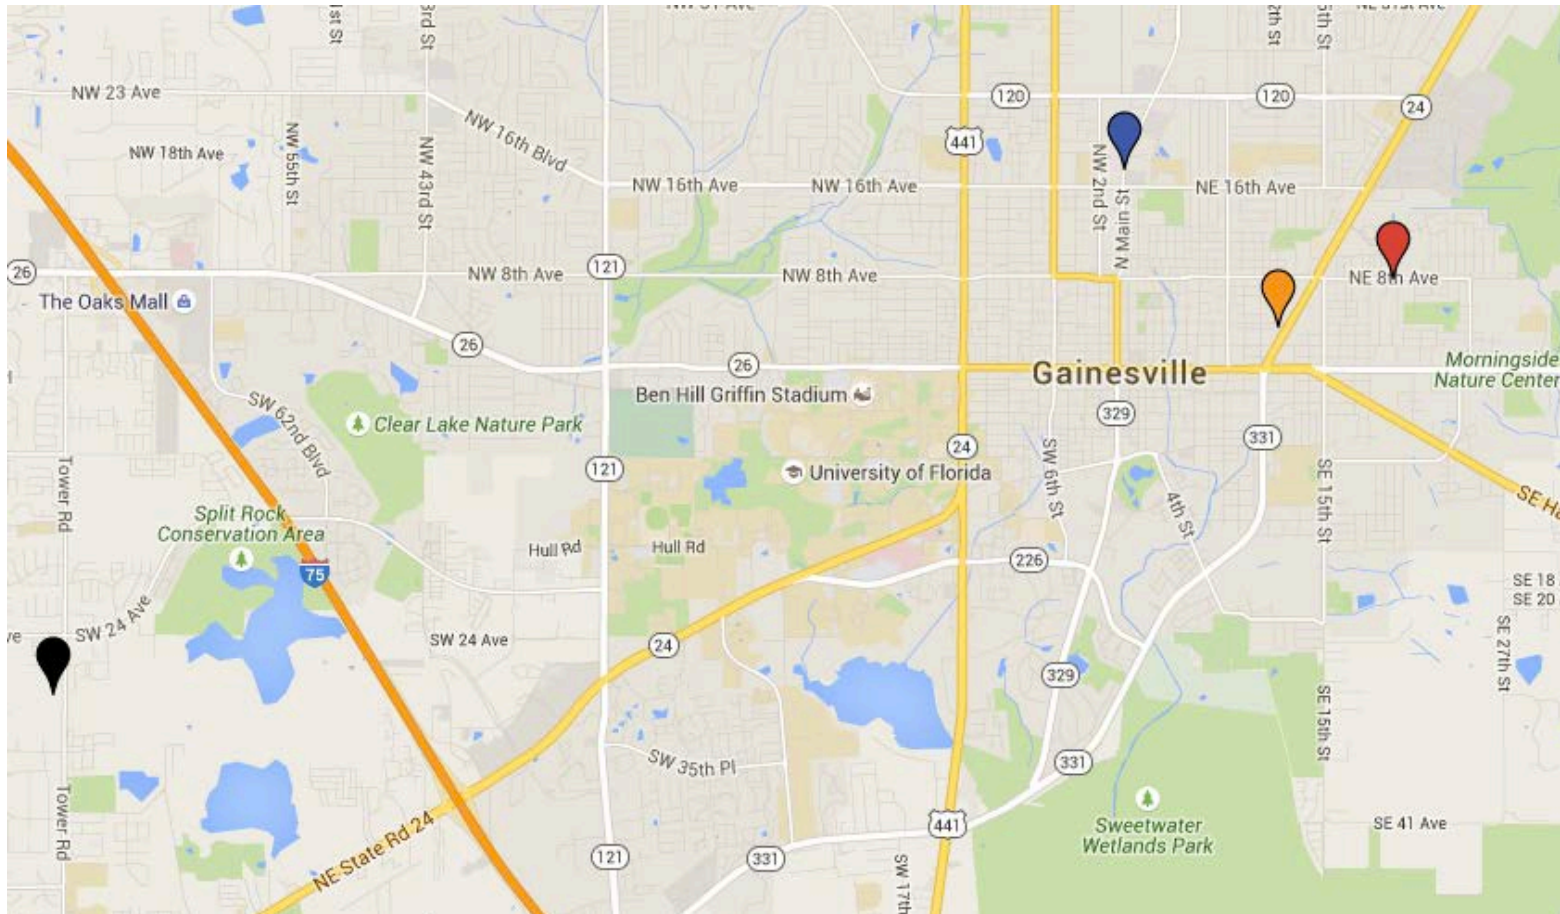 NW 31 Ave
NE 31st Ave
NW 23 Ave
120
120
24
NW 16th Blvd
441
NW 18th Ave
NW 55th St
NW 43rd St
NW 2nd St
N Main St
NW 16th Ave
NW 16th Ave
NE 16th Ave
26
NW 8th Ave
121
NW 8th Ave
NE 8th Ave
The Oaks Mall
26
26
Gainesville
Morningside
Nature Center
Ben Hill Griffin Stadium
329
SW 62nd Blvd
Clear Lake Nature Park
331
24
121
University of Florida
SW 6th St
4th St
SE 15th St
Tower Rd
Split Rock
Conservation Area
Hull Rd
Hull Rd
226
75
SE 18
SE 20
SW 24 Ave
SW 24 Ave
24
329
SE 27th St
SE 15th St
SW 35th Pl
331
Tower Rd
NE State Rd 24
441
Sweetwater
Wetlands Park
SE 41 Ave
121
331
SW 17th